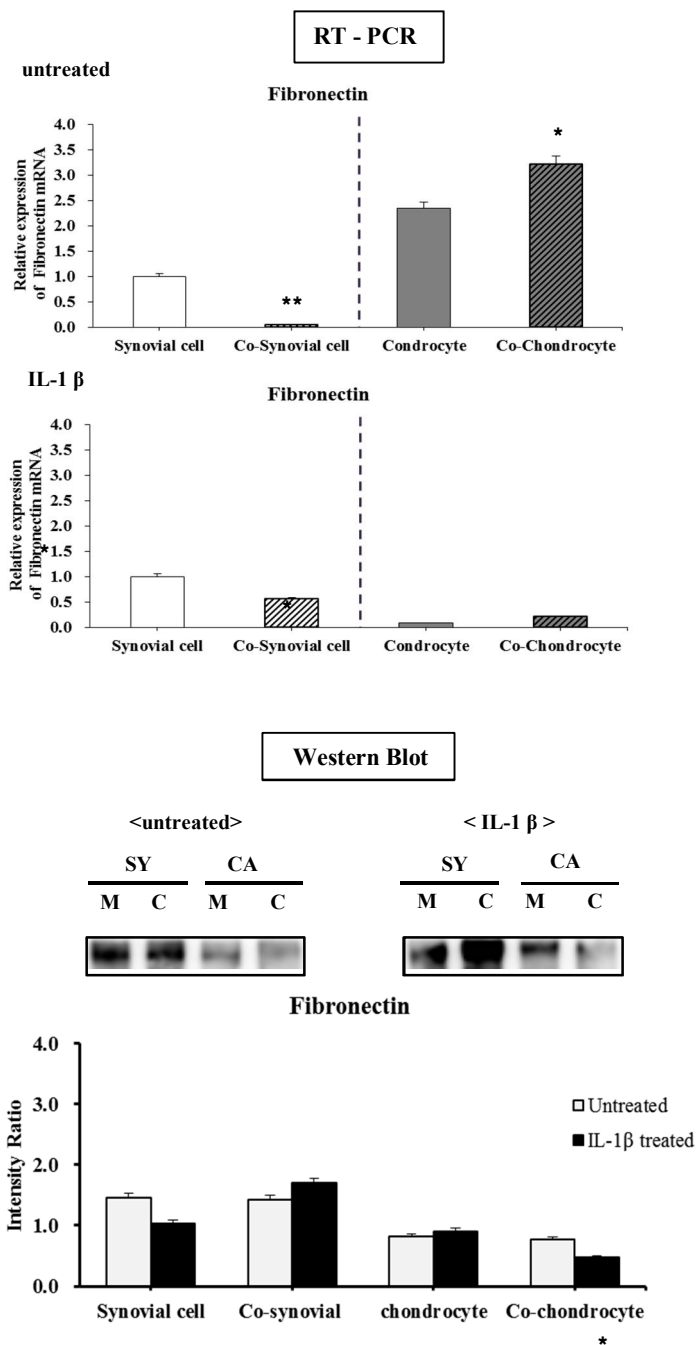 RT - PCR
untreated
Fibronectin
Relative expression
of Fibronectin mRNA
4.0
3.5
3.0
2.5
2.0
1.5
1.0
0.5
0.0
**
*
Synovial cell Co-Synovial cell Condrocyte Co-Chondrocyte
IL-1 β
Fibronectin
Relative expression
of Fibronectin mRNA
*
4.0
3.5
3.0
2.5
2.0
1.5
1.0
0.5
0.0
*
Synovial cell Co-Synovial cell Condrocyte Co-Chondrocyte
Western Blot
<untreated> < IL-1 β >
SY CA SY CA
M C M C M C M C
Fibronectin
Intensity Ratio
4.0
3.0
2.0
1.0
0.0
Untreated
IL-1β treated
Synovial cell Co-synovial chondrocyte Co-chondrocyte
*